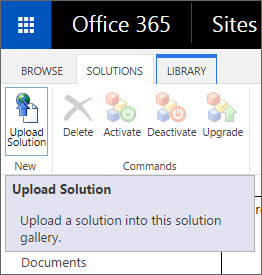 Office 365 Sites
BROWSE SOLUTIONS LIBRARY
Upload Solution
Delete Activate Deactivate Upgrade
New Commands
Upload Solution
Upload a solution into this solution
gallery.
Documents